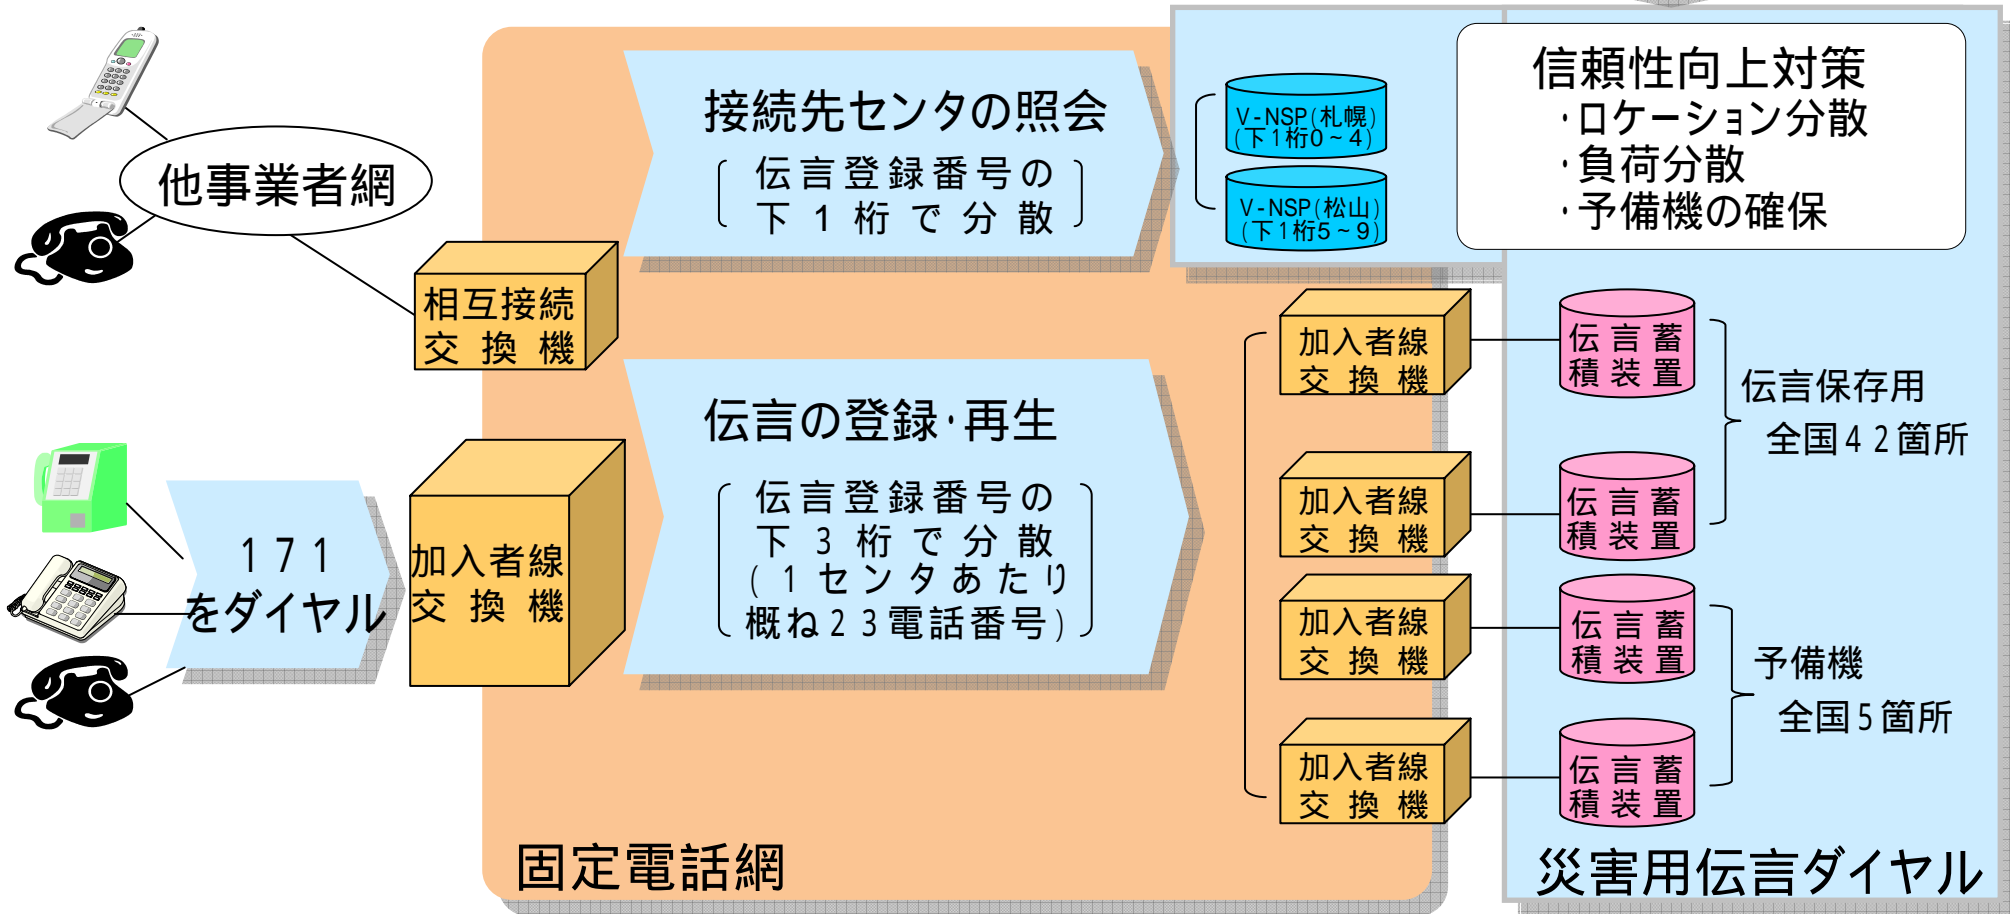 他事業者網
相互接続
交換機
171
をダイヤル
加入者線
交換機
接続先センタの照会
伝言登録番号の
下1桁で分散
伝言の登録・再生
伝言登録番号の
下3桁で分散
(1センタあたり
概ね23電話番号)
固定電話網
V-NSP(札幌)
(下1桁0~4)
V-NSP(松山)
(下1桁5~9)
信頼性向上対策
・ロケーション分散
・負荷分散
・予備機の確保
加入者線
交換機
伝言蓄
積装置
加入者線
交換機
伝言蓄
積装置
伝言保存用
全国42箇所
加入者線
交換機
伝言蓄
積装置
加入者線
交換機
伝言蓄
積装置
予備機
全国5箇所
災害用伝言ダイヤル